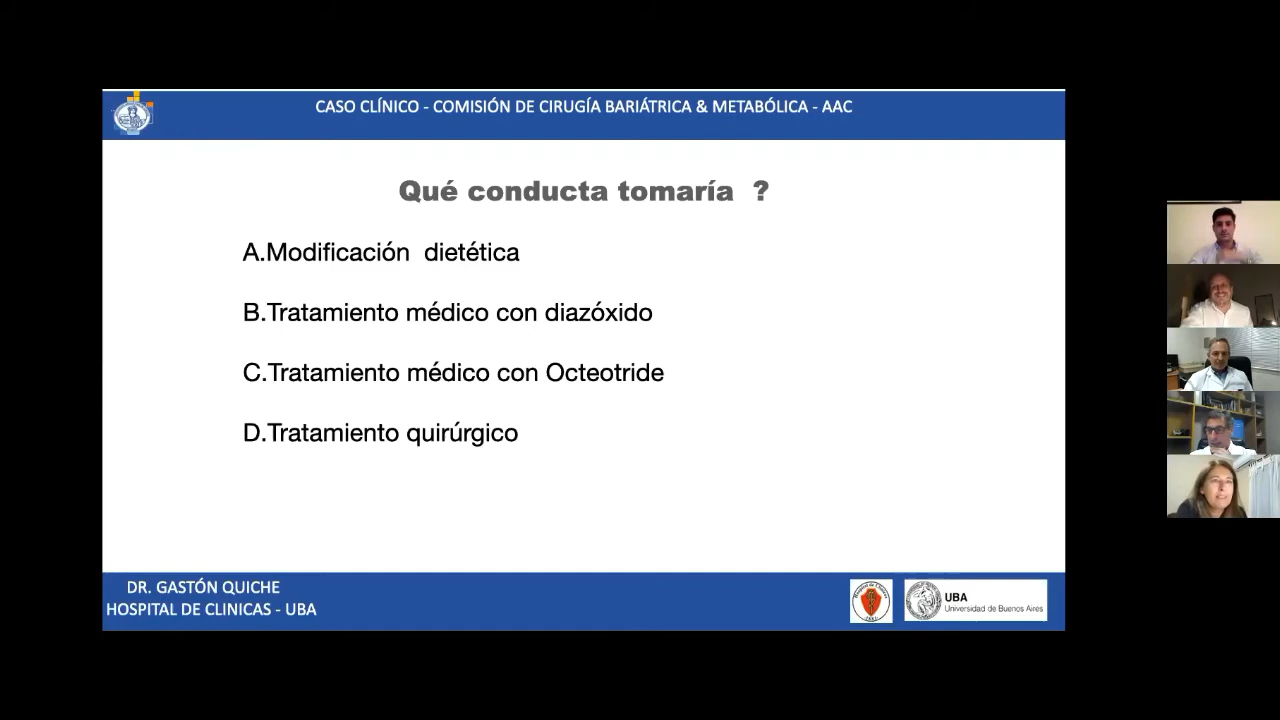 CASO CLÍNICO - COMISIÓN DE CIRUGÍA BARIÁTRICA & METABÓLICA - AAC
Qué conducta tomaría ?
A.Modificación dietética
B.Tratamiento médico con diazóxido
C.Tratamiento médico con Octeotride
D.Tratamiento quirúrgico
DR. GASTÓN QUICHE
HOSPITAL DE CLINICAS - UBA
UBA
Universidad de Buenos Aires